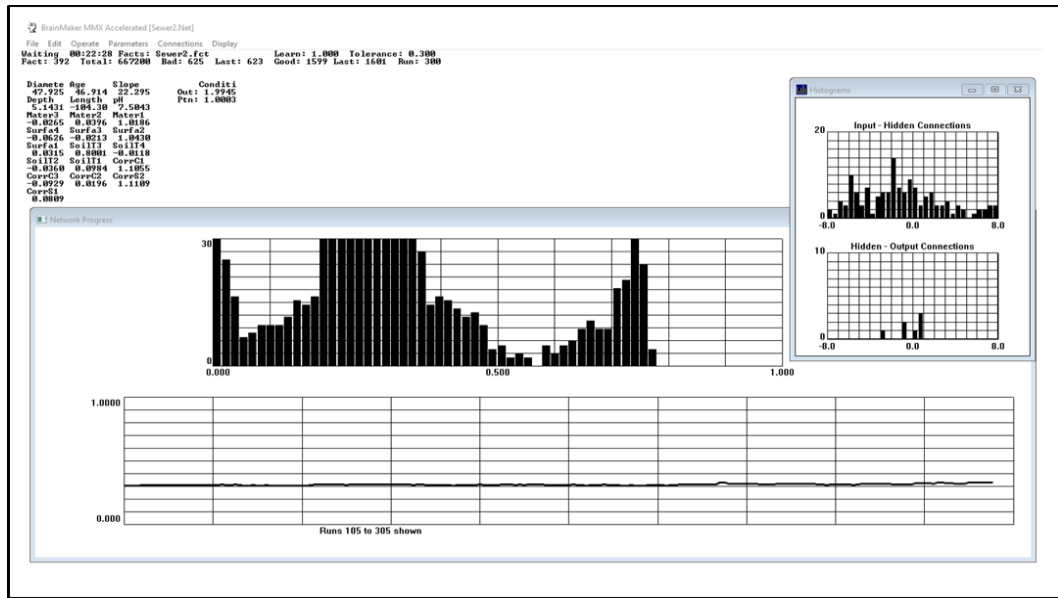 BrainMaker MMX Accelerated [Sewer2.Net]
File Edit Operate Parameters Connections Display
Waiting 00:22:28 Facts: Sewer2.fct Learn: 1.000 Tolerance: 0.300
Fact: 392 Total: 667200 Bad: 625 Last: 623 Good: 1599 Last: 1601 Run: 300
Diamete Age Slope Conditi
47.925 46.914 22.295 Out: 1.9945
Depth Length pH Ptn: 1.0003
5.1431 -104.30 7.5043
Mater3 Mater2 Mater1
-0.0265 0.0396 1.0186
Surfa4 Surfa3 Surfa2
-0.0626 -0.0213 1.0430
Surfa1 SoilT3 SoilT4
0.0315 0.8001 -0.0118
SoilT2 SoilT1 CorrC1
-0.0360 0.0984 1.1055
CorrC3 CorrC2 CorrS2
-0.0929 0.0196 1.1109
CorrS1
0.0809
Histograms
Input - Hidden Connections
20
0
-8.0 0.0 8.0
Hidden - Output Connections
10
0
-8.0 0.0 8.0
Network Progress
30
0
0.000 0.500 1.000
1.0000
0.000
Runs 105 to 305 shown